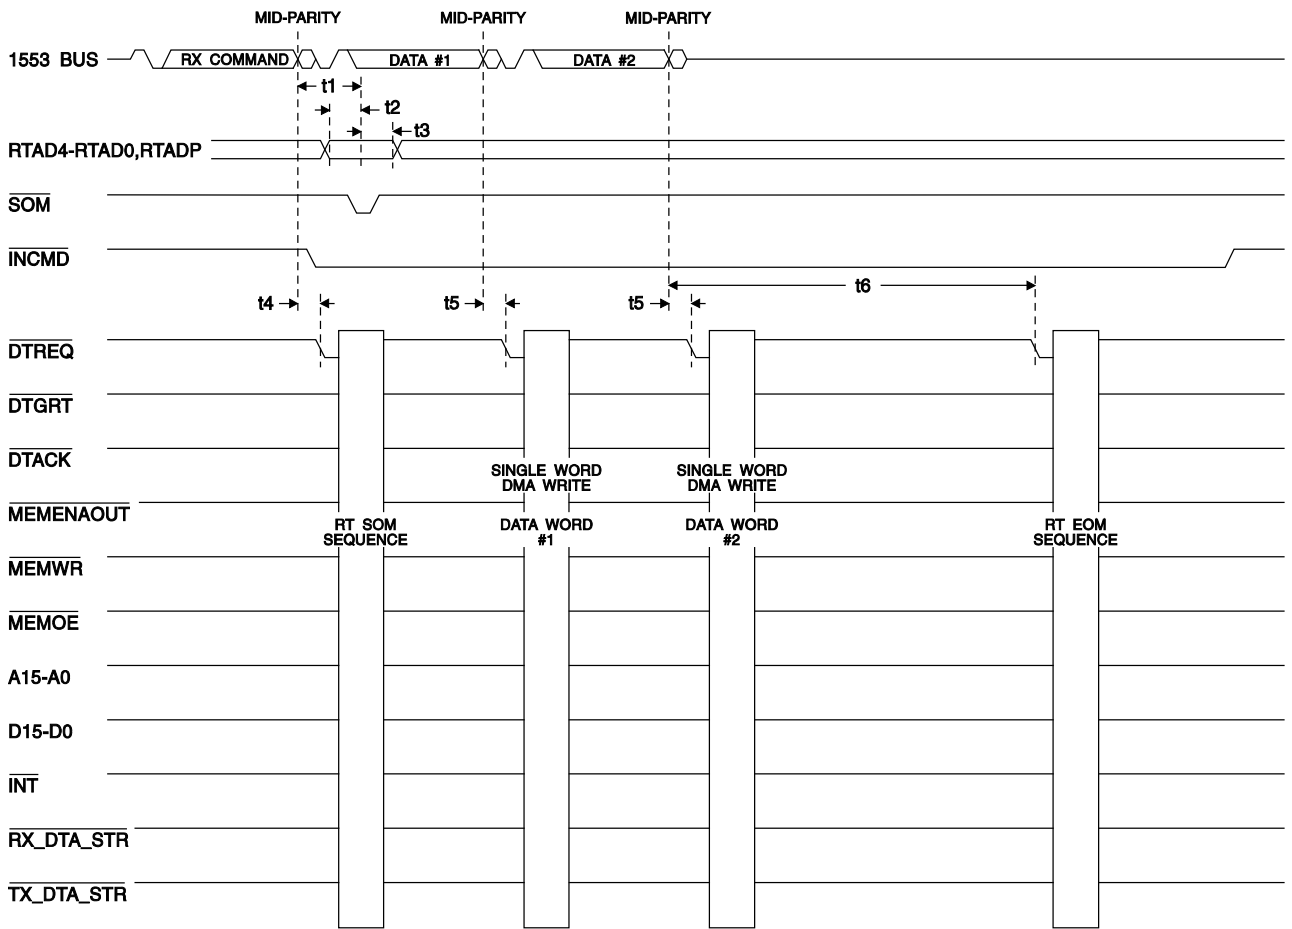 MID-PARITY MID-PARITY MID-PARITY
1553 BUS RX COMMAND DATA #1 DATA #2
t1
t2
t3
RTAD4-RTAD0,RTADP
SOM
INCMD
t6
t4 t5 t5
DTREQ
DTGRT
DTACK
SINGLE WORD DMA WRITE
SINGLE WORD DMA WRITE
MEMENAOUT
RT SOM SEQUENCE
DATA WORD #1
DATA WORD #2
RT EOM SEQUENCE
MEMWR
MEMOE
A15-A0
D15-D0
INT
RX_DTA_STR
TX_DTA_STR